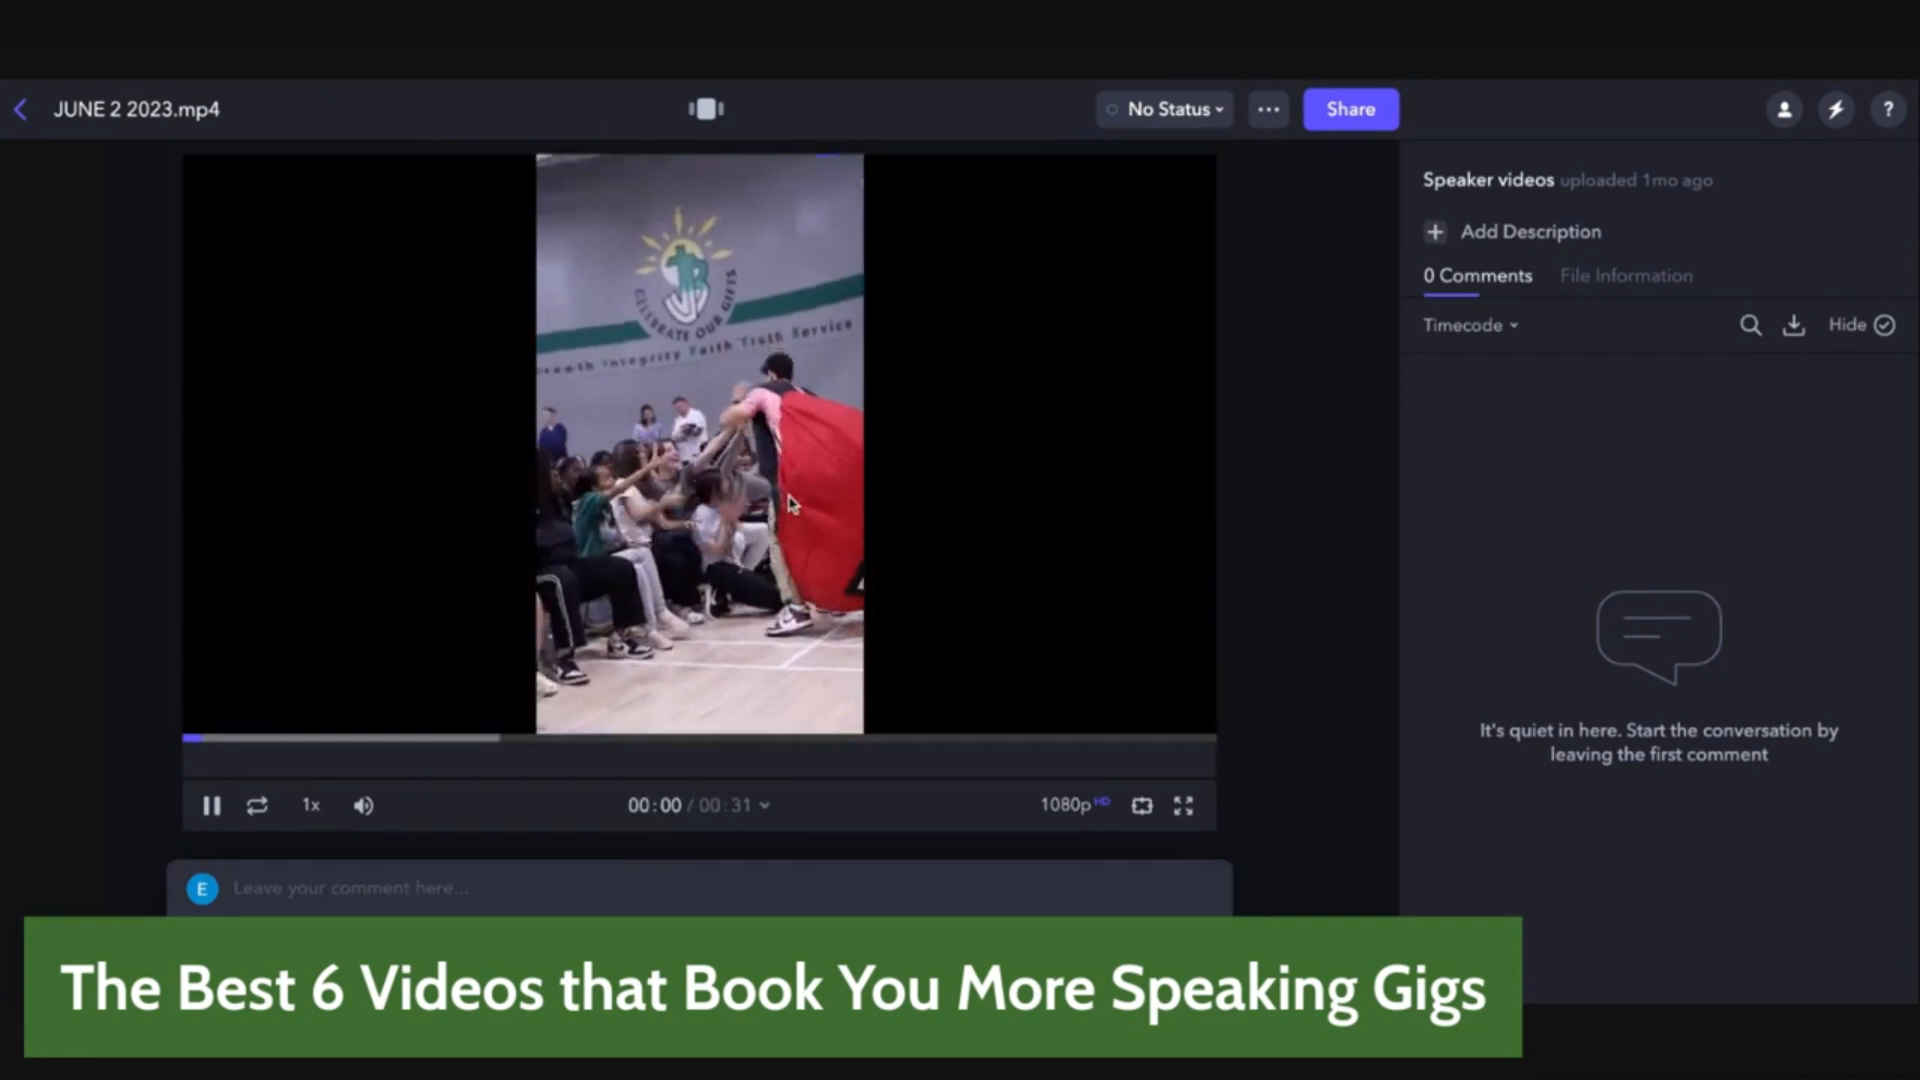 JUNE 2 2023.mp4
No Status
Share
?
Speaker videos uploaded 1mo ago
+ Add Description
0 Comments File Information
Timecode
Hide
JB
CELEBRATE OUR GIFTS
Integrity Faith Truth Service
It's quiet in here. Start the conversation by
leaving the first comment
1x
00:00 / 00:31
1080p HD
E
Leave your comment here...
The Best 6 Videos that Book You More Speaking Gigs